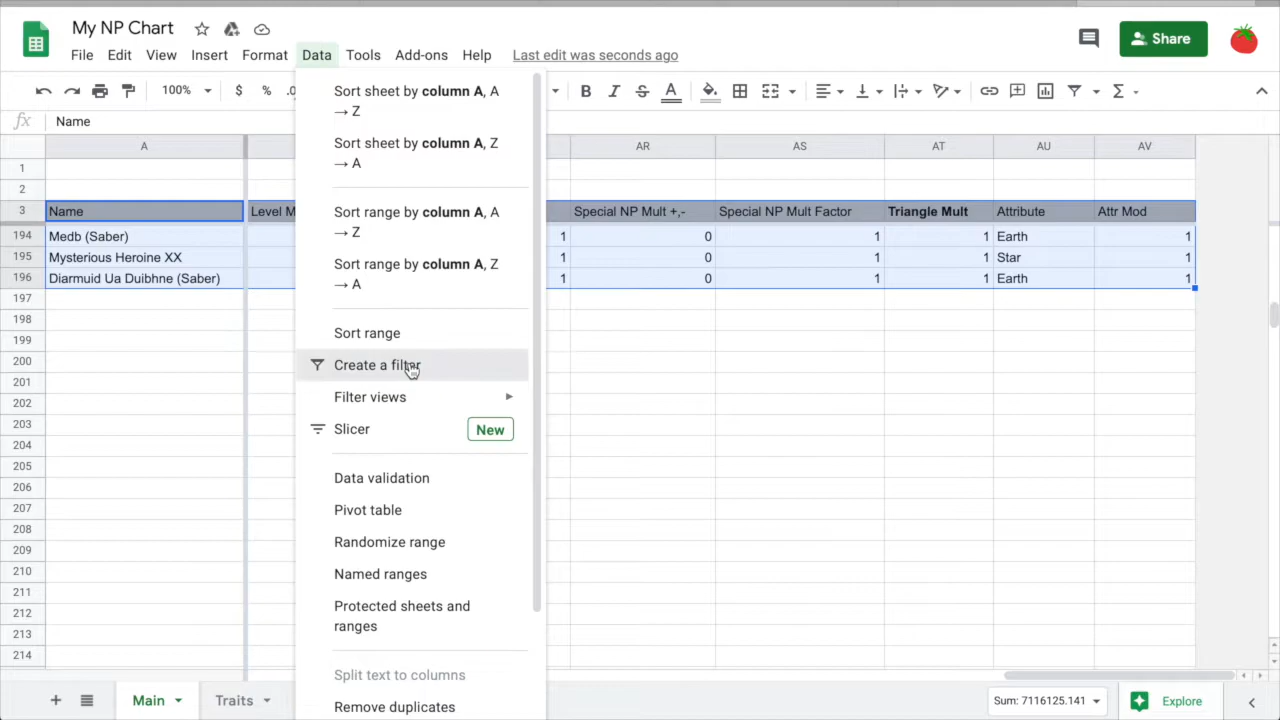 My NP Chart
File Edit View Insert Format Data Tools Add-ons Help Last edit was seconds ago
Share
100% $ % .0 B I S A Σ
fx Name
A AR AS AT AU AV
1
2
3 Name Level M Special NP Mult +,- Special NP Mult Factor Triangle Mult Attribute Attr Mod
194 Medb (Saber) 1 0 1 1 Earth 1
195 Mysterious Heroine XX 1 0 1 1 Star 1
196 Diarmuid Ua Duibhne (Saber) 1 0 1 1 Earth 1
197
198
199
200
201
202
203
204
205
206
207
208
209
210
211
212
213
214
Sort sheet by column A, A
→ Z
Sort sheet by column A, Z
→ A
Sort range by column A, A
→ Z
Sort range by column A, Z
→ A
Sort range
Create a filter
Filter views
Slicer New
Data validation
Pivot table
Randomize range
Named ranges
Protected sheets and
ranges
Split text to columns
Remove duplicates
Main Traits Sum: 7116125.141 Explore